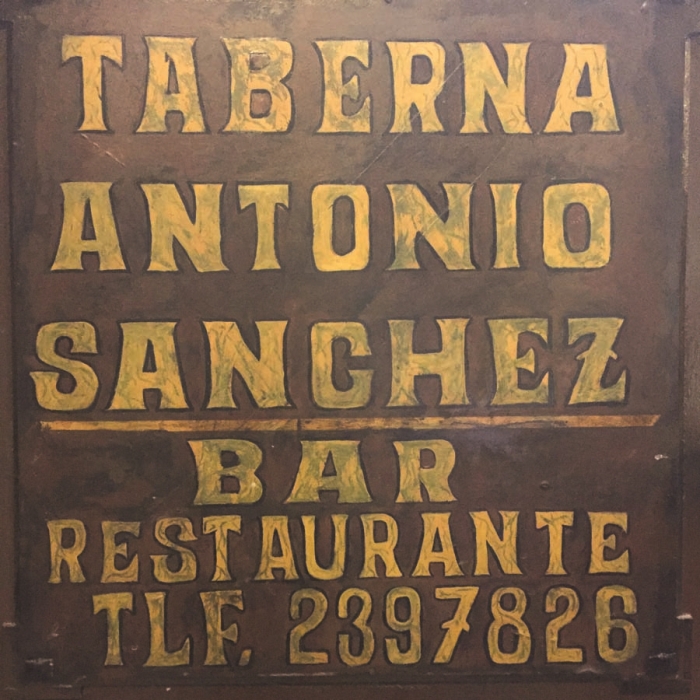 TABERNA
ANTONIO
SANCHEZ
BAR
RESTAURANTE
TLF. 2397826